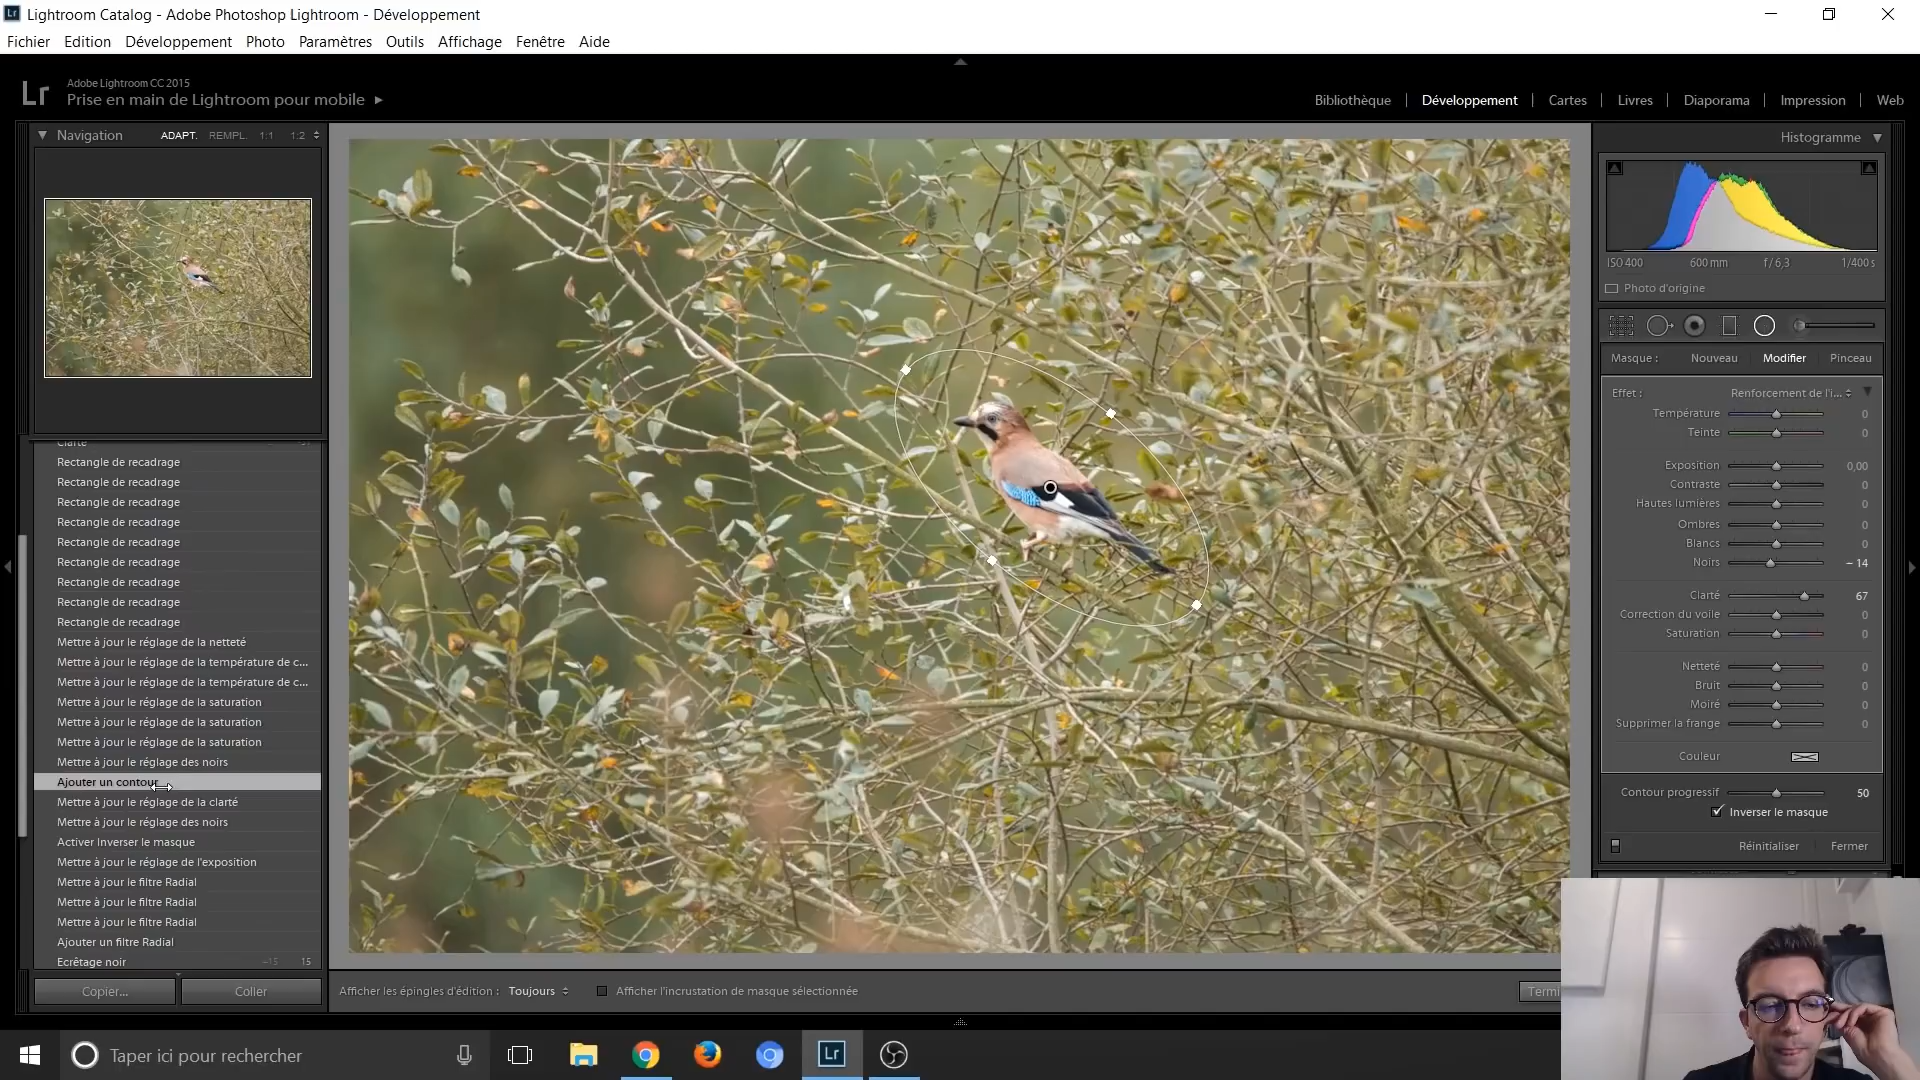 Lr Lightroom Catalog - Adobe Photoshop Lightroom - Développement
Fichier Edition Développement Photo Paramètres Outils Affichage Fenêtre Aide
Lr
Adobe Lightroom CC 2015
Prise en main de Lightroom pour mobile
Bibliothèque Développement Cartes Livres Diaporama Impression Web
Navigation ADAPT. REMPL. 1:1 1:2
Clarté
Rectangle de recadrage
Rectangle de recadrage
Rectangle de recadrage
Rectangle de recadrage
Rectangle de recadrage
Rectangle de recadrage
Rectangle de recadrage
Rectangle de recadrage
Rectangle de recadrage
Mettre à jour le réglage de la netteté
Mettre à jour le réglage de la température de c...
Mettre à jour le réglage de la température de c...
Mettre à jour le réglage de la saturation
Mettre à jour le réglage de la saturation
Mettre à jour le réglage de la saturation
Mettre à jour le réglage des noirs
Ajouter un contour
Mettre à jour le réglage de la clarté
Mettre à jour le réglage des noirs
Activer Inverser le masque
Mettre à jour le réglage de l'exposition
Mettre à jour le filtre Radial
Mettre à jour le filtre Radial
Mettre à jour le filtre Radial
Ajouter un filtre Radial
Ecrêtage noir -15 15
Copier... Coller
Afficher les épingles d'édition : Toujours Afficher l'incrustation de masque sélectionnée
Termi
Histogramme
ISO 400 600 mm f / 6,3 1/400 s
Photo d'origine
Masque : Nouveau Modifier Pinceau
Effet : Renforcement de l'i...
Température 0
Teinte 0
Exposition 0,00
Contraste 0
Hautes lumières 0
Ombres 0
Blancs 0
Noirs – 14
Clarté 67
Correction du voile 0
Saturation 0
Netteté 0
Bruit 0
Moiré 0
Supprimer la frange 0
Couleur
Contour progressif 50
Inverser le masque
Réinitialiser Fermer
Taper ici pour rechercher
Lr